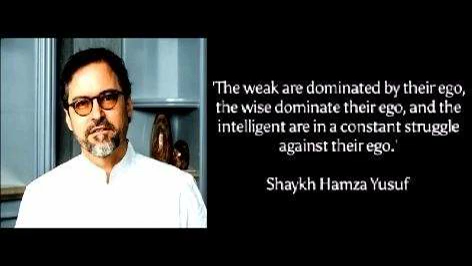 'The weak are dominated by their ego,
the wise dominate their ego, and the
intelligent are in a constant struggle
against their ego.'
Shaykh Hamza Yusuf